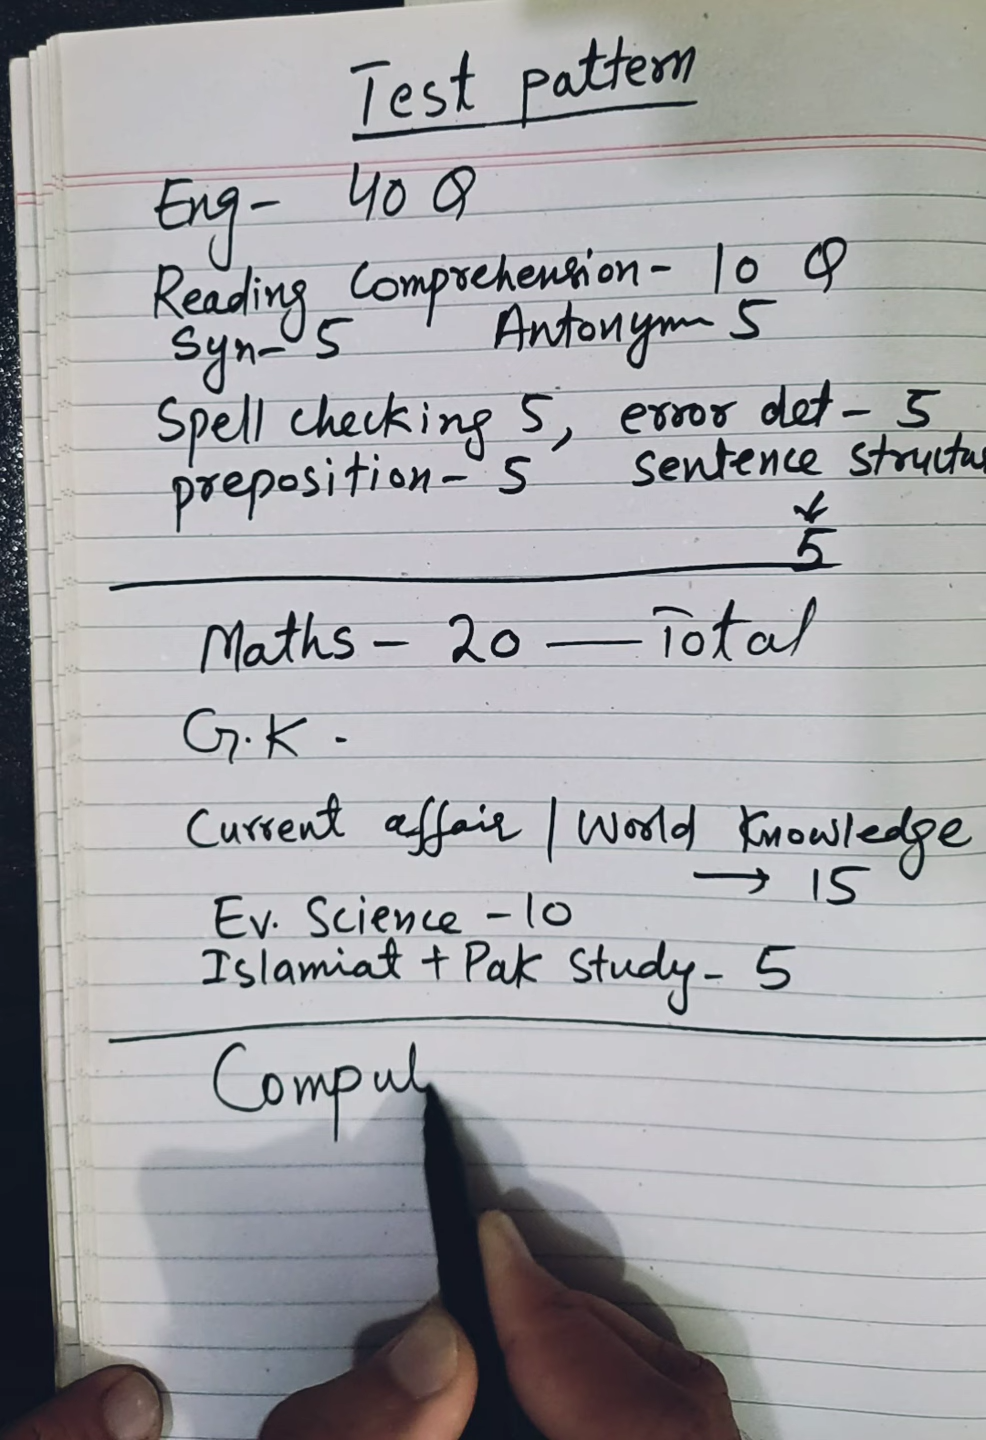 Test pattern
Eng- 40 Q
Reading Comprehension- 10 Q
Syn- 5 Antonym- 5
Spell checking 5, error det- 5
preposition- 5 sentence structu
5
Maths - 20 — Total
G.K -
Current affair | World Knowledge
→ 15
Ev. Science -10
Islamiat + Pak Study- 5
Comput